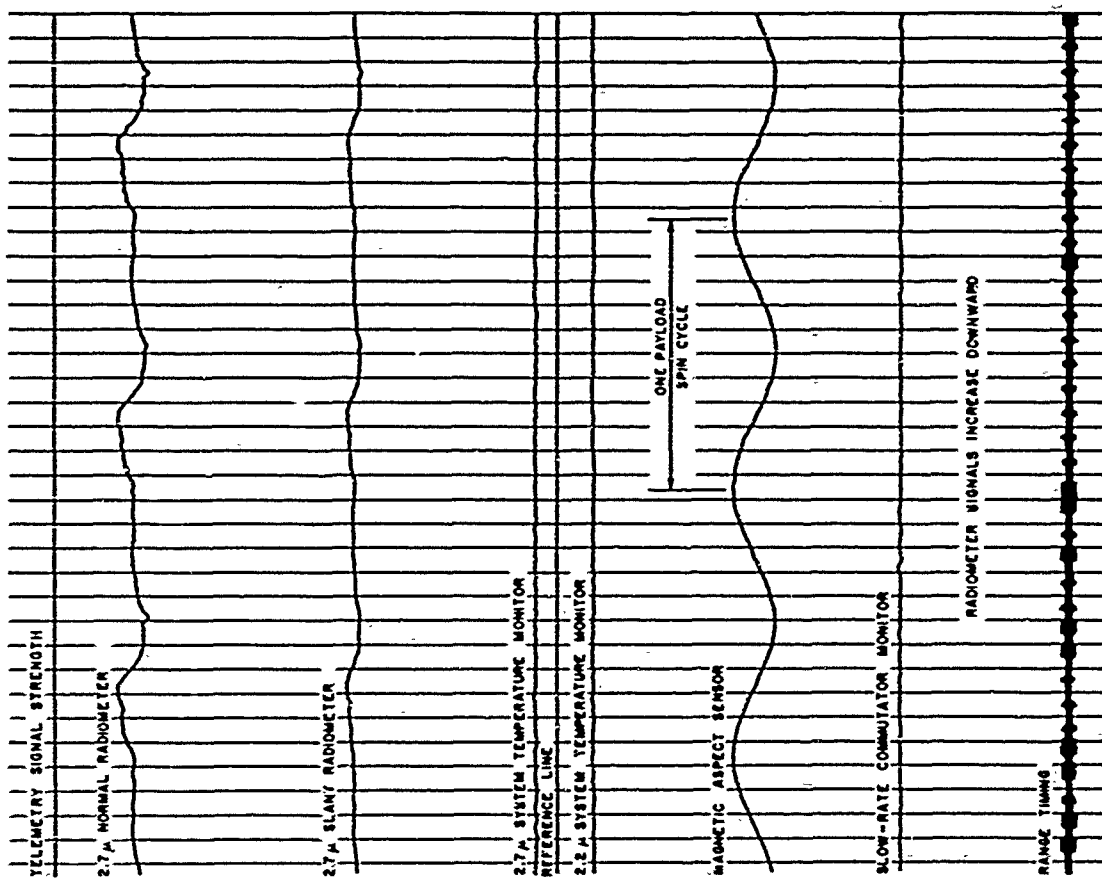 TELEMETRY SIGNAL STRENGTH
2.7 μ NORMAL RADIOMETER
2.7 μ SLANT RADIOMETER
2.7 μ SYSTEM TEMPERATURE MONITOR
REFERENCE LINE
2.2 μ SYSTEM TEMPERATURE MONITOR
ONE PAYLOAD
SPIN CYCLE
MAGNETIC ASPECT SENSOR
SLOW-RATE COMMUTATOR MONITOR
RADIOMETER SIGNALS INCREASE DOWNWARD
RANGE TIMING